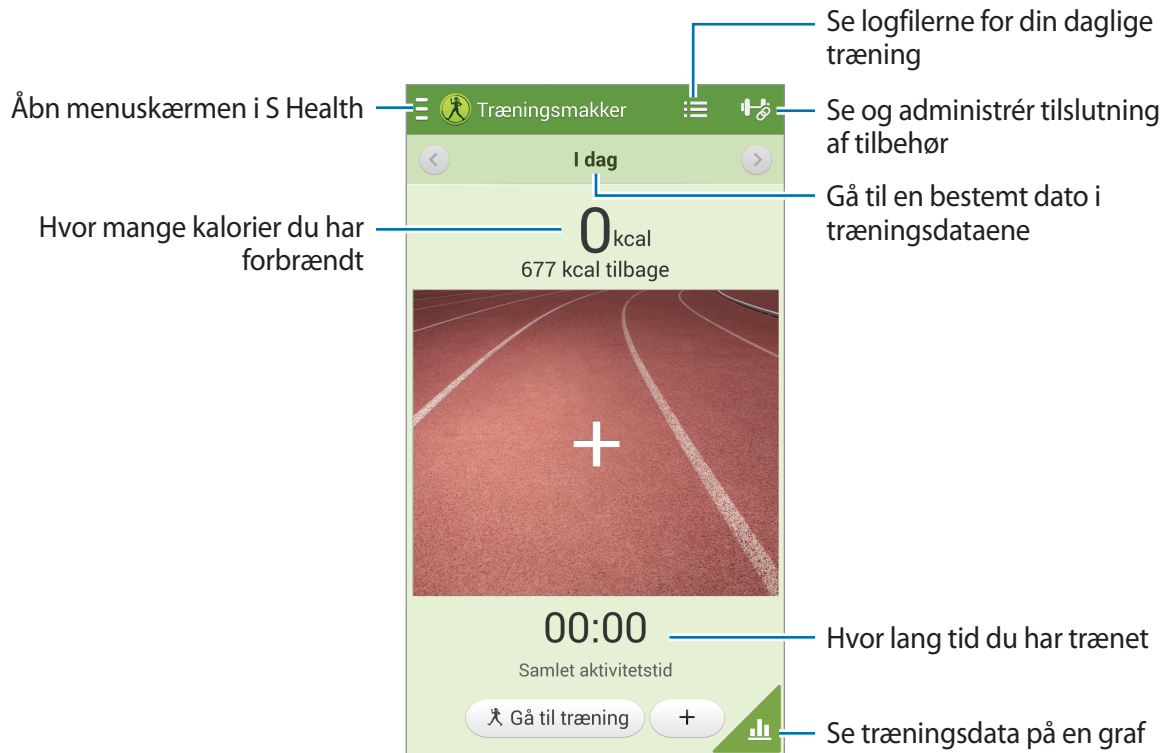 Se logfilerne for din daglige
træning
Åbn menuskærmen i S Health
Træningsmakker
Se og administrér tilslutning
af tilbehør
I dag
Gå til en bestemt dato i
træningsdataene
Hvor mange kalorier du har
forbrændt
0 kcal
677 kcal tilbage
00:00
Hvor lang tid du har trænet
Samlet aktivitetstid
Gå til træning
+
Se træningsdata på en graf